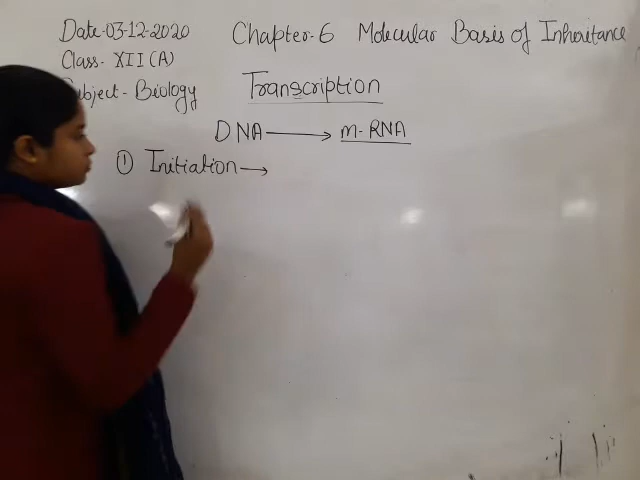 Date-03-12-2020 Chapter-6 Molecular Basis of Inheritance
Class- XII (A)
Subject- Biology Transcription
DNA → m-RNA
① Initiation →